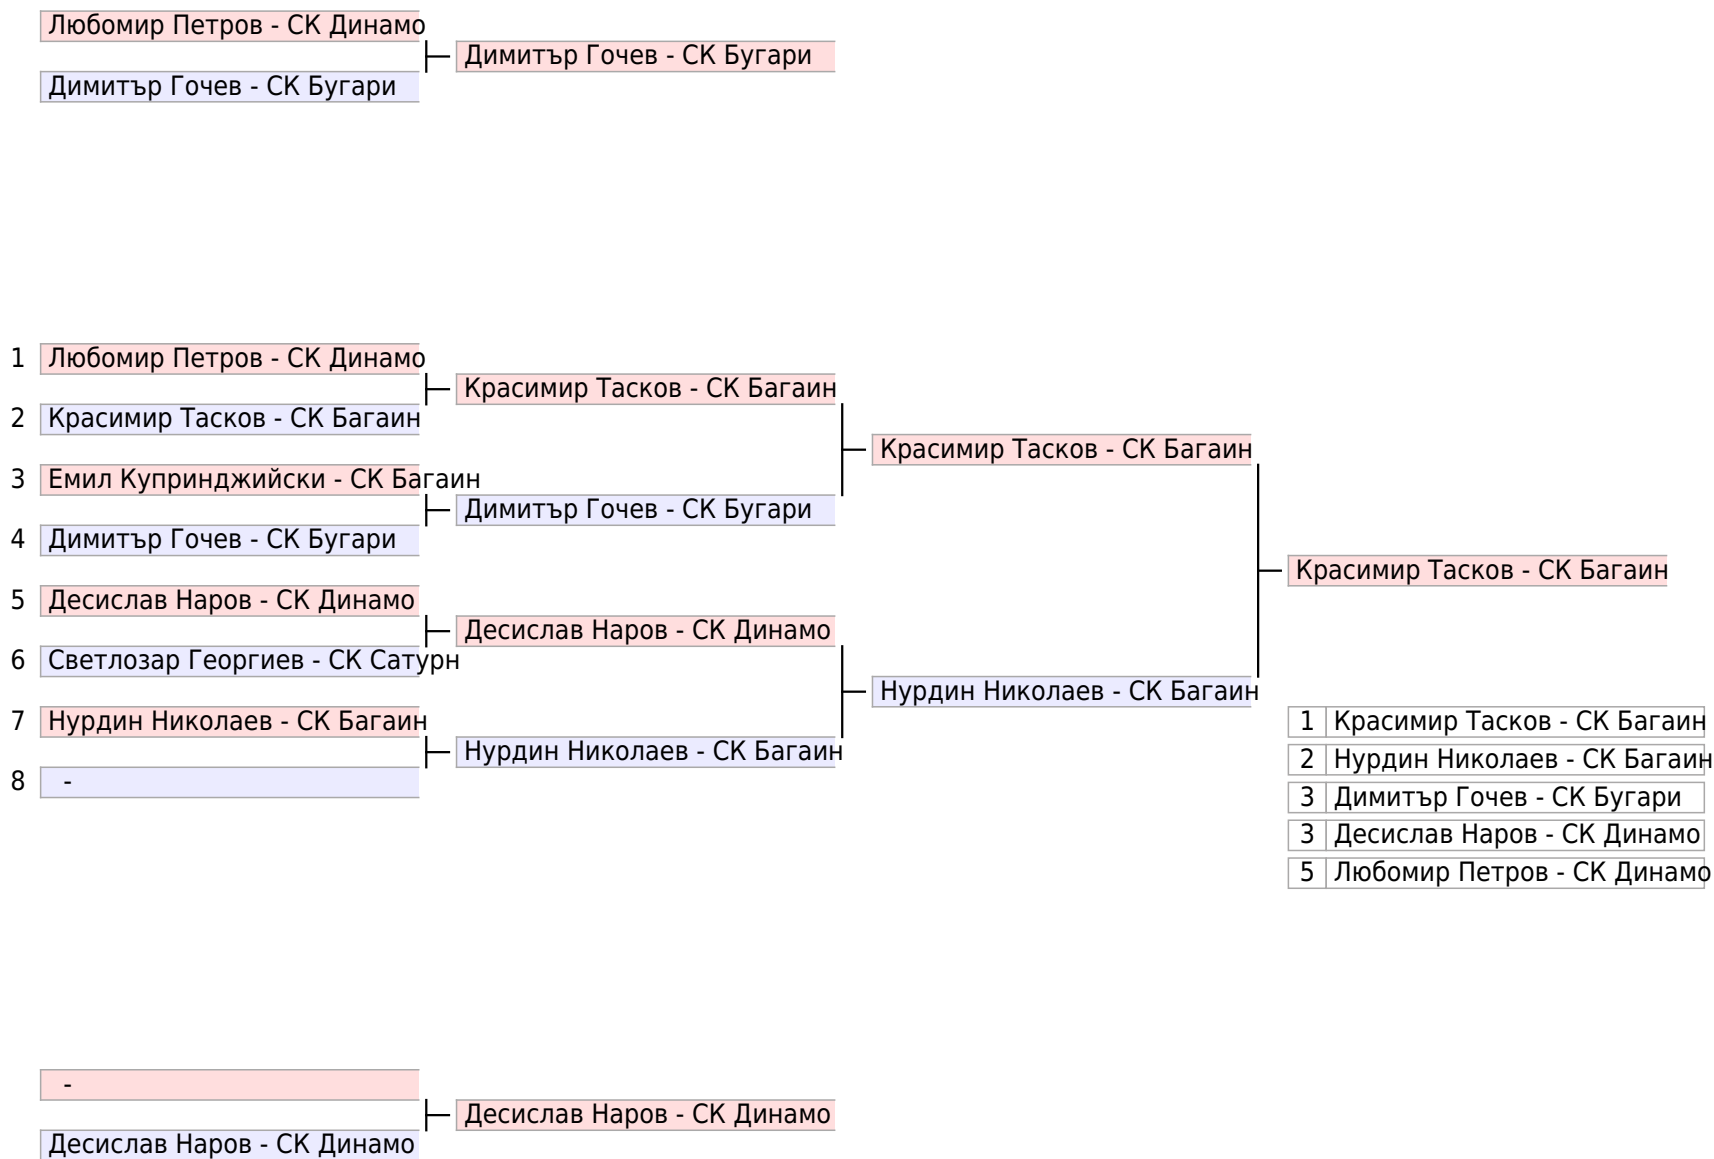 Любомир Петров - СК Динамо
Димитър Гочев - СК Бугари
Димитър Гочев - СК Бугари
1 Любомир Петров - СК Динамо
Красимир Тасков - СК Багаин
2 Красимир Тасков - СК Багаин
Красимир Тасков - СК Багаин
3 Емил Купринджийски - СК Багаин
Димитър Гочев - СК Бугари
4 Димитър Гочев - СК Бугари
Красимир Тасков - СК Багаин
5 Десислав Наров - СК Динамо
Десислав Наров - СК Динамо
6 Светлозар Георгиев - СК Сатурн
Нурдин Николаев - СК Багаин
7 Нурдин Николаев - СК Багаин
Нурдин Николаев - СК Багаин
8 -
1 Красимир Тасков - СК Багаин
2 Нурдин Николаев - СК Багаин
3 Димитър Гочев - СК Бугари
3 Десислав Наров - СК Динамо
5 Любомир Петров - СК Динамо
-
Десислав Наров - СК Динамо
Десислав Наров - СК Динамо